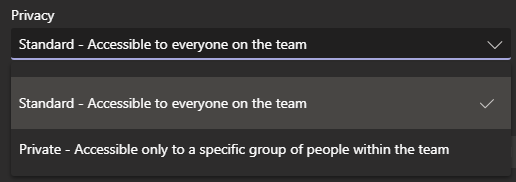 Privacy
Standard - Accessible to everyone on the team
Standard - Accessible to everyone on the team
Private - Accessible only to a specific group of people within the team